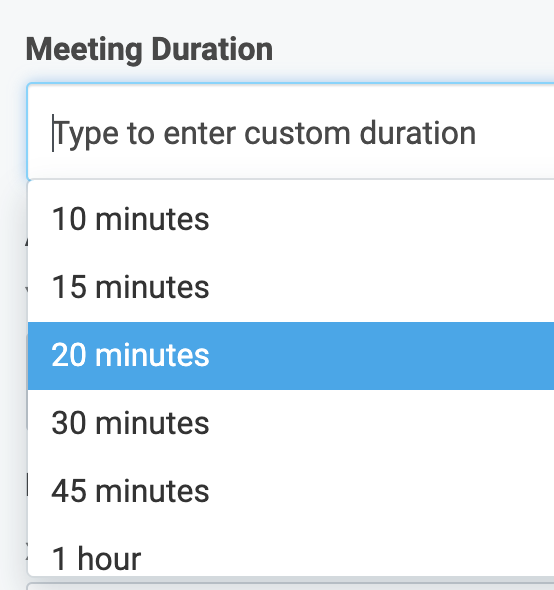 Meeting Duration
Type to enter custom duration
10 minutes
15 minutes
20 minutes
30 minutes
45 minutes
1 hour